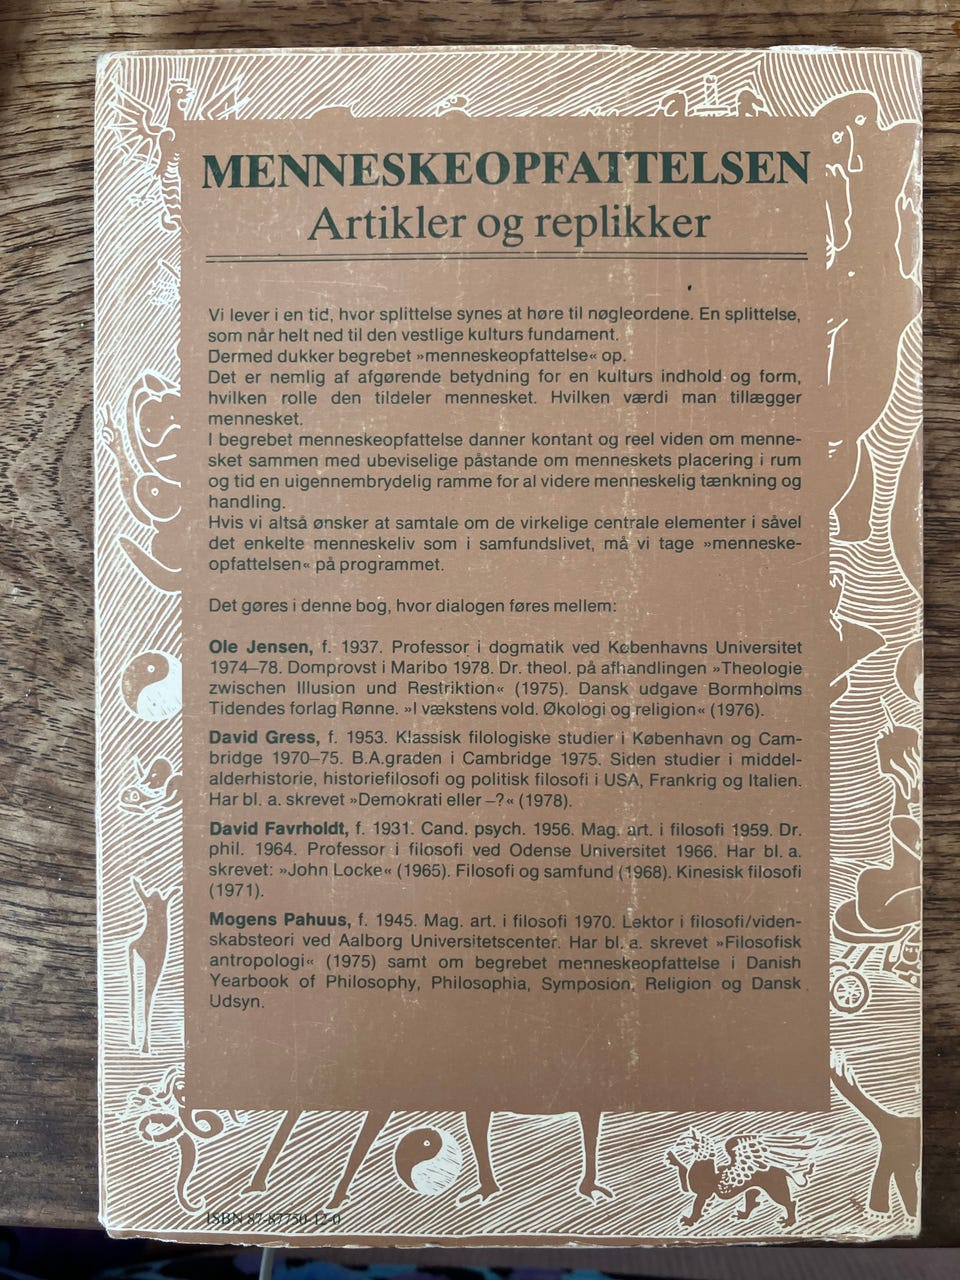 MENNESKEOPFATTELSEN
Artikler og replikker
Vi lever i en tid, hvor splittelse synes at høre til nøgleordene. En splittelse,
som når helt ned til den vestlige kulturs fundament.
Dermed dukker begrebet »menneskeopfattelse« op.
Det er nemlig af afgørende betydning for en kulturs indhold og form,
hvilken rolle den tildeler mennesket. Hvilken værdi man tillægger
mennesket.
I begrebet menneskeopfattelse danner kontant og reel viden om menne-
sket sammen med ubeviselige påstande om menneskets placering i rum
og tid en uigennembrydelig ramme for al videre menneskelig tænkning og
handling.
Hvis vi altså ønsker at samtale om de virkelige centrale elementer i såvel
det enkelte menneskeliv som i samfundslivet, må vi tage »menneske-
opfattelsen« på programmet.
Det gøres i denne bog, hvor dialogen føres mellem:
Ole Jensen, f. 1937. Professor i dogmatik ved Københavns Universitet
1974–78. Domprovst i Maribo 1978. Dr. theol. på afhandlingen »Theologie
zwischen Illusion und Restriktion« (1975). Dansk udgave Bormholms
Tidendes forlag Rønne. »I vækstens vold. Økologi og religion« (1976).
David Gress, f. 1953. Klassisk filologiske studier i København og Cam-
bridge 1970–75. B.A.graden i Cambridge 1975. Siden studier i middel-
alderhistorie, historiefilosofi og politisk filosofi i USA, Frankrig og Italien.
Har bl. a. skrevet »Demokrati eller –?« (1978).
David Favrholdt, f. 1931. Cand. psych. 1956. Mag. art. i filosofi 1959. Dr.
phil. 1964. Professor i filosofi ved Odense Universitet 1966. Har bl. a.
skrevet: »John Locke« (1965). Filosofi og samfund (1968). Kinesisk filosofi
(1971).
Mogens Pahuus, f. 1945. Mag. art. i filosofi 1970. Lektor i filosofi/viden-
skabsteori ved Aalborg Universitetscenter. Har bl. a. skrevet »Filosofisk
antropologi« (1975) samt om begrebet menneskeopfattelse i Danish
Yearbook of Philosophy, Philosophia, Symposion, Religion og Dansk
Udsyn.
ISBN 87-87750-17-0